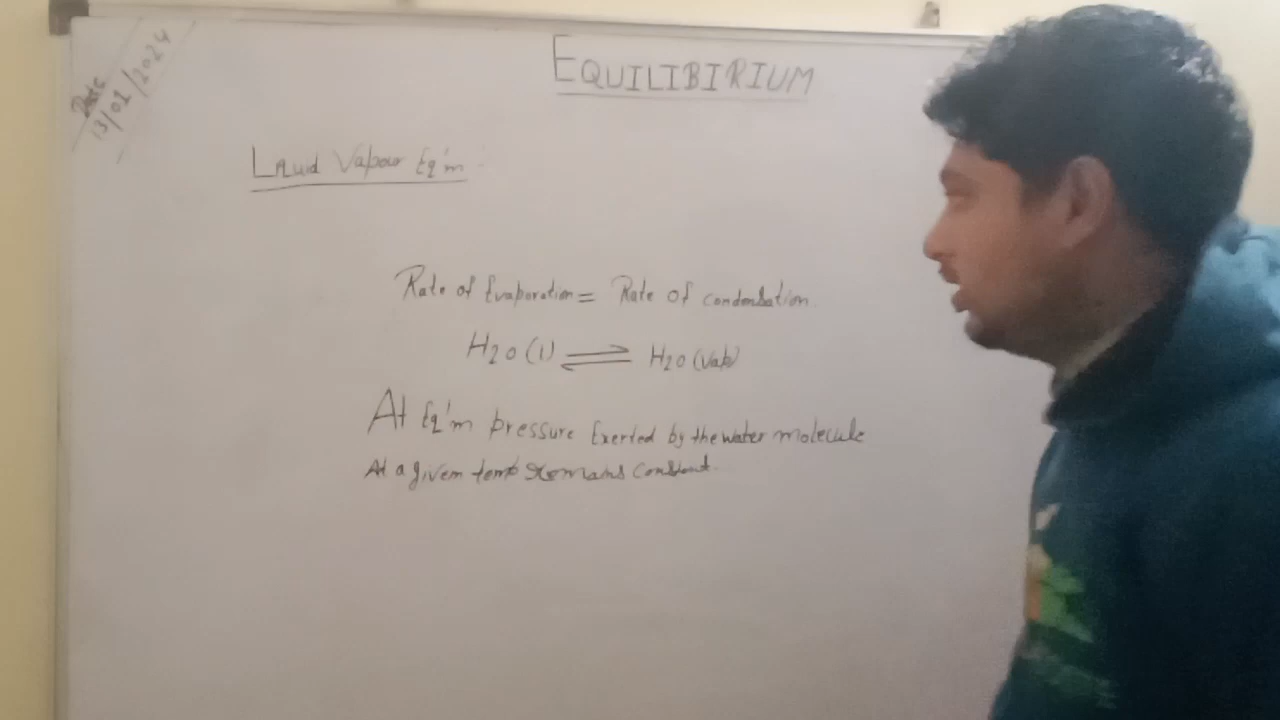 Date
13/01/2024
EQUILIBIRIUM
Lquid Vapour Eq'm :
Rate of Evaporation = Rate of condensation.
H2O (l) ⇌ H2O (Vap)
At Eq'm pressure Exerted by the water molecule
At a given temp remains constant.